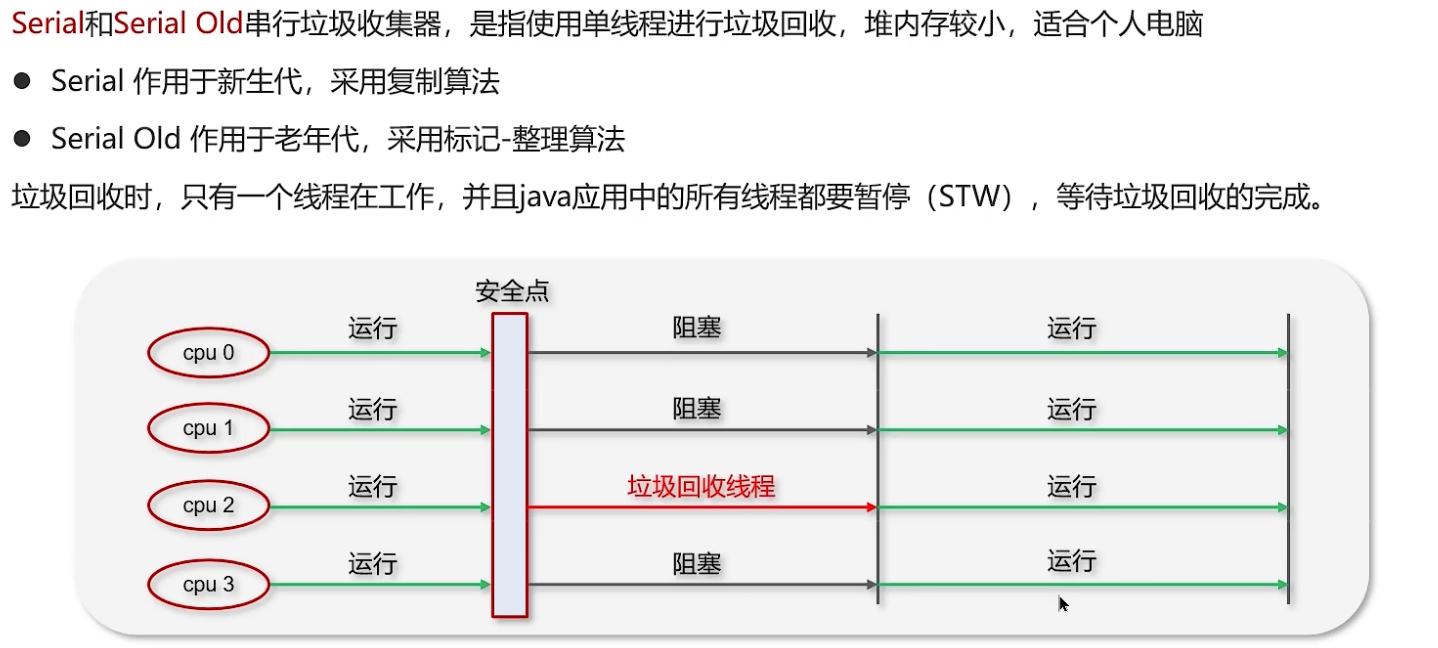 Serial和Serial Old串行垃圾收集器，是指使用单线程进行垃圾回收，堆内存较小，适合个人电脑
● Serial 作用于新生代，采用复制算法
● Serial Old 作用于老年代，采用标记-整理算法
垃圾回收时，只有一个线程在工作，并且java应用中的所有线程都要暂停（STW），等待垃圾回收的完成。
安全点
cpu 0 运行 阻塞 运行
cpu 1 运行 阻塞 运行
cpu 2 运行 垃圾回收线程 运行
cpu 3 运行 阻塞 运行